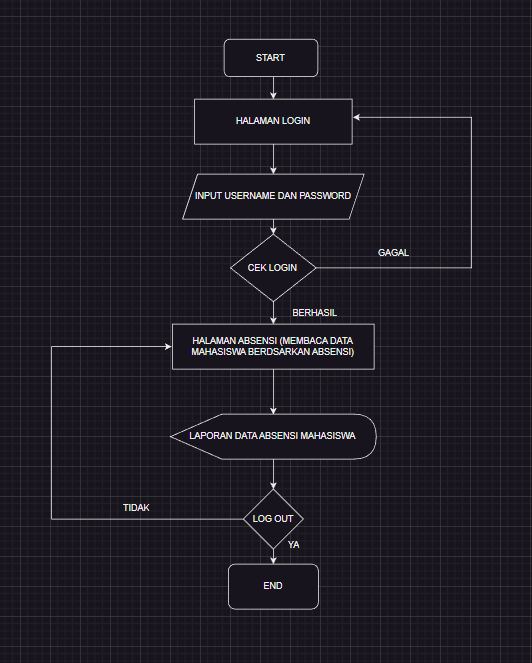 START
HALAMAN LOGIN
INPUT USERNAME DAN PASSWORD
CEK LOGIN
GAGAL
BERHASIL
HALAMAN ABSENSI (MEMBACA DATA
MAHASISWA BERDSARKAN ABSENSI)
LAPORAN DATA ABSENSI MAHASISWA
TIDAK
LOG OUT
YA
END